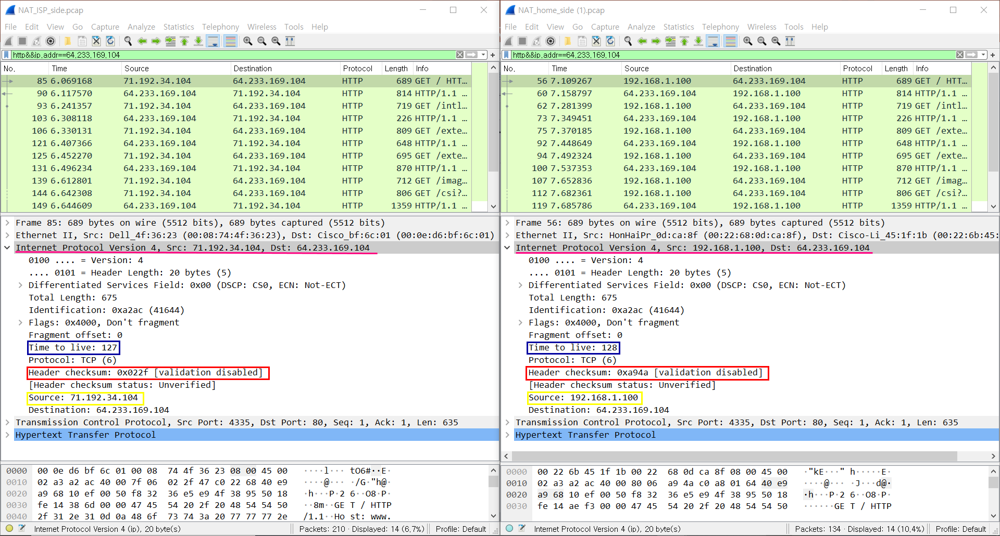 NAT_ISP_side.pcap
File Edit View Go Capture Analyze Statistics Telephony Wireless Tools Help
http&&ip.addr==64.233.169.104
No. Time Source Destination Protocol Length Info
85 6.069168 71.192.34.104 64.233.169.104 HTTP 689 GET / HTT…
90 6.117570 64.233.169.104 71.192.34.104 HTTP 814 HTTP/1.1 …
93 6.241357 71.192.34.104 64.233.169.104 HTTP 719 GET /intl…
103 6.308118 64.233.169.104 71.192.34.104 HTTP 226 HTTP/1.1 …
106 6.330131 71.192.34.104 64.233.169.104 HTTP 809 GET /exte…
121 6.407366 64.233.169.104 71.192.34.104 HTTP 648 HTTP/1.1 …
125 6.452270 71.192.34.104 64.233.169.104 HTTP 695 GET /exte…
131 6.496234 64.233.169.104 71.192.34.104 HTTP 870 HTTP/1.1 …
139 6.612801 71.192.34.104 64.233.169.104 HTTP 712 GET /imag…
144 6.642308 71.192.34.104 64.233.169.104 HTTP 806 GET /csi?…
149 6.644609 64.233.169.104 71.192.34.104 HTTP 1359 HTTP/1.1 …
Frame 85: 689 bytes on wire (5512 bits), 689 bytes captured (5512 bits)
Ethernet II, Src: Dell_4f:36:23 (00:08:74:4f:36:23), Dst: Cisco_bf:6c:01 (00:0e:d6:bf:6c:01)
Internet Protocol Version 4, Src: 71.192.34.104, Dst: 64.233.169.104
0100 .... = Version: 4
.... 0101 = Header Length: 20 bytes (5)
Differentiated Services Field: 0x00 (DSCP: CS0, ECN: Not-ECT)
Total Length: 675
Identification: 0xa2ac (41644)
Flags: 0x4000, Don't fragment
Fragment offset: 0
Time to live: 127
Protocol: TCP (6)
Header checksum: 0x022f [validation disabled]
[Header checksum status: Unverified]
Source: 71.192.34.104
Destination: 64.233.169.104
Transmission Control Protocol, Src Port: 4335, Dst Port: 80, Seq: 1, Ack: 1, Len: 635
Hypertext Transfer Protocol
0000 00 0e d6 bf 6c 01 00 08 74 4f 36 23 08 00 45 00 ····l··· tO6#··E·
0010 02 a3 a2 ac 40 00 7f 06 02 2f 47 c0 22 68 40 e9 ····@··· ·/G·"h@·
0020 a9 68 10 ef 00 50 f8 32 36 e5 e9 4f 38 95 50 18 ·h···P·2 6··O8·P·
0030 fe 14 38 6d 00 00 47 45 54 20 2f 20 48 54 54 50 ··8m··GE T / HTTP
0040 2f 31 2e 31 0d 0a 48 6f 73 74 3a 20 77 77 77 2e /1.1··Ho st: www.
Internet Protocol Version 4 (ip), 20 byte(s) Packets: 210 · Displayed: 14 (6,7%) Profile: Default
NAT_home_side (1).pcap
File Edit View Go Capture Analyze Statistics Telephony Wireless Tools Help
http&&ip.addr==64.233.169.104
No. Time Source Destination Protocol Length Info
56 7.109267 192.168.1.100 64.233.169.104 HTTP 689 GET / HTT…
60 7.158797 64.233.169.104 192.168.1.100 HTTP 814 HTTP/1.1 …
62 7.281399 192.168.1.100 64.233.169.104 HTTP 719 GET /intl…
73 7.349451 64.233.169.104 192.168.1.100 HTTP 226 HTTP/1.1 …
75 7.370185 192.168.1.100 64.233.169.104 HTTP 809 GET /exte…
92 7.448649 64.233.169.104 192.168.1.100 HTTP 648 HTTP/1.1 …
94 7.492324 192.168.1.100 64.233.169.104 HTTP 695 GET /exte…
100 7.537353 64.233.169.104 192.168.1.100 HTTP 870 HTTP/1.1 …
107 7.652836 192.168.1.100 64.233.169.104 HTTP 712 GET /imag…
112 7.682361 192.168.1.100 64.233.169.104 HTTP 806 GET /csi?…
119 7.685786 64.233.169.104 192.168.1.100 HTTP 1359 HTTP/1.1 …
Frame 56: 689 bytes on wire (5512 bits), 689 bytes captured (5512 bits)
Ethernet II, Src: HonHaiPr_0d:ca:8f (00:22:68:0d:ca:8f), Dst: Cisco-Li_45:1f:1b (00:22:6b:45:
Internet Protocol Version 4, Src: 192.168.1.100, Dst: 64.233.169.104
0100 .... = Version: 4
.... 0101 = Header Length: 20 bytes (5)
Differentiated Services Field: 0x00 (DSCP: CS0, ECN: Not-ECT)
Total Length: 675
Identification: 0xa2ac (41644)
Flags: 0x4000, Don't fragment
Fragment offset: 0
Time to live: 128
Protocol: TCP (6)
Header checksum: 0xa94a [validation disabled]
[Header checksum status: Unverified]
Source: 192.168.1.100
Destination: 64.233.169.104
Transmission Control Protocol, Src Port: 4335, Dst Port: 80, Seq: 1, Ack: 1, Len: 635
Hypertext Transfer Protocol
0000 00 22 6b 45 1f 1b 00 22 68 0d ca 8f 08 00 45 00 ·"kE···" h·····E·
0010 02 a3 a2 ac 40 00 80 06 a9 4a c0 a8 01 64 40 e9 ····@··· ·J···d@·
0020 a9 68 10 ef 00 50 f8 32 36 e5 e9 4f 38 95 50 18 ·h···P·2 6··O8·P·
0030 fe 14 ae f3 00 00 47 45 54 20 2f 20 48 54 54 50 ······GE T / HTTP
Internet Protocol Version 4 (ip), 20 byte(s) Packets: 134 · Displayed: 14 (10,4%) Profile: Default